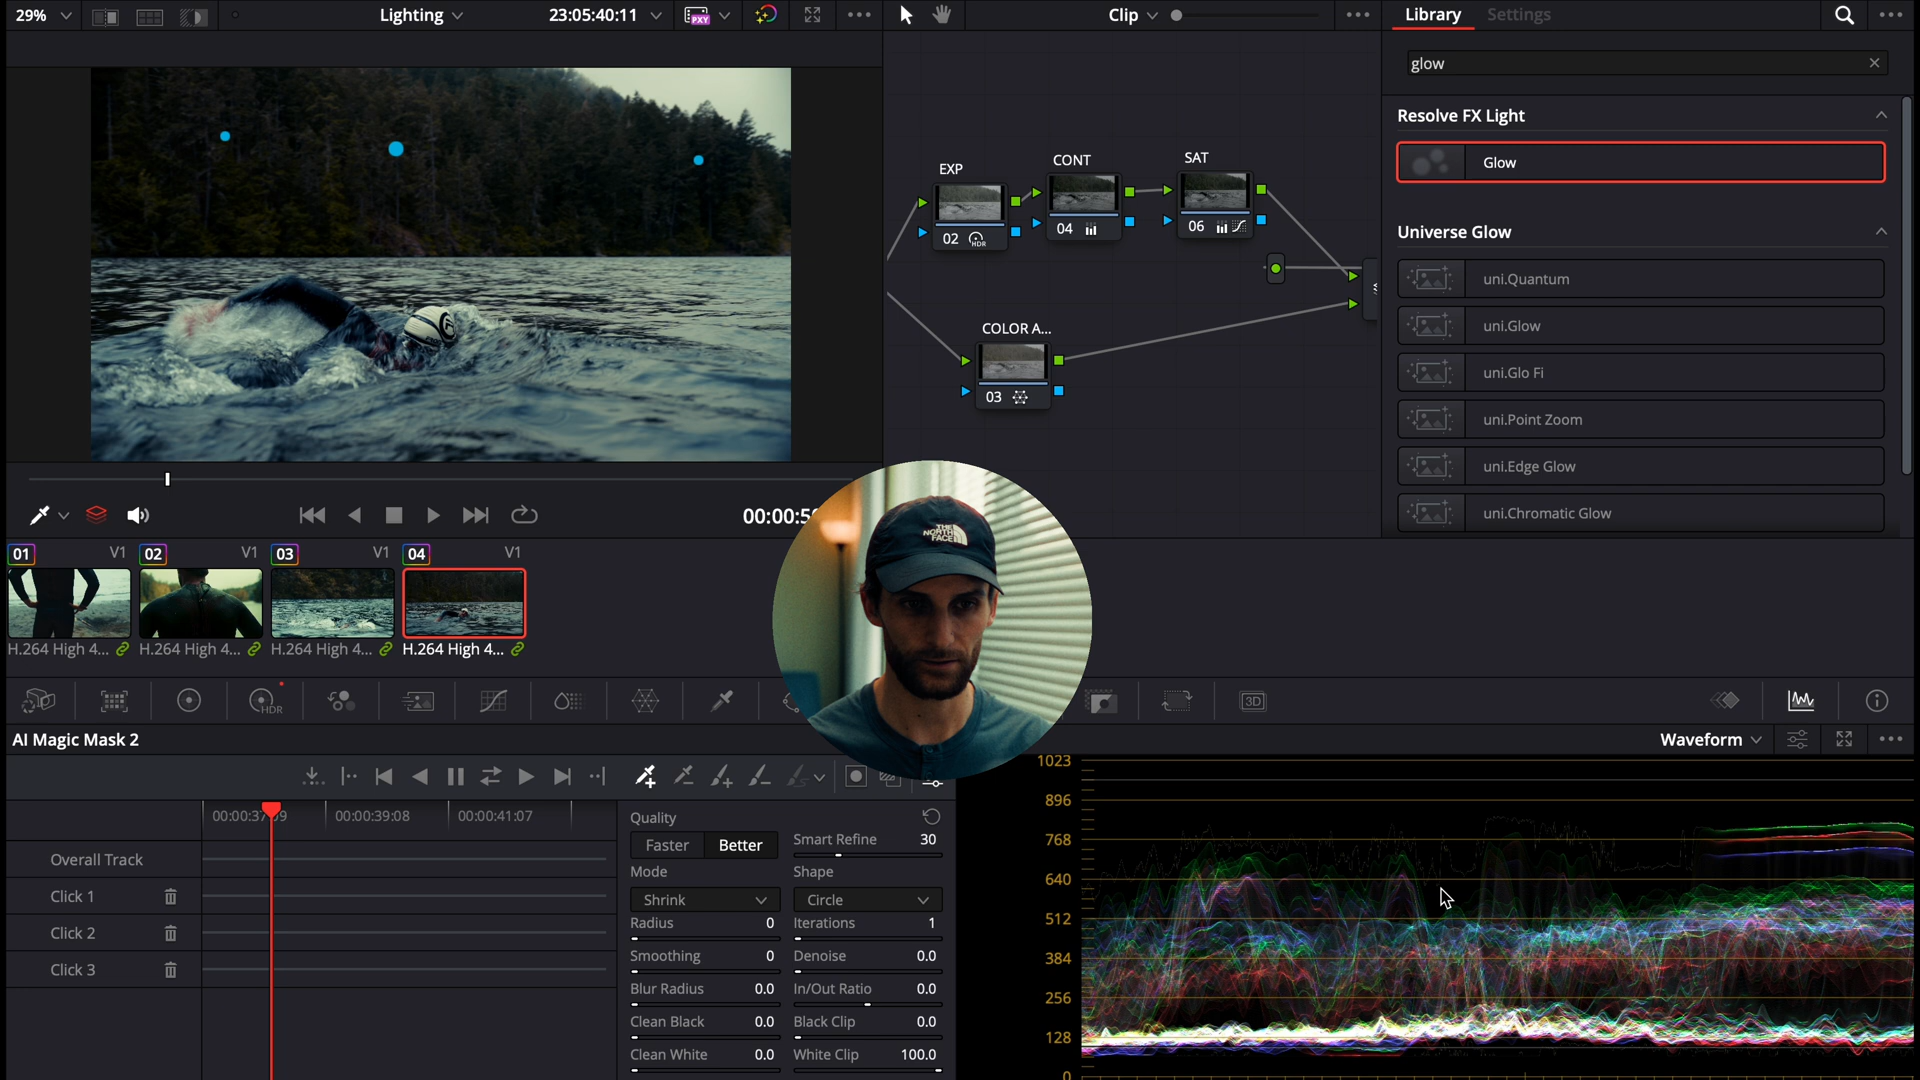 29%
Lighting
23:05:40:11
PXY
Clip
Library
Settings
glow
Resolve FX Light
Glow
Universe Glow
uni.Quantum
uni.Glow
uni.Glo Fi
uni.Point Zoom
uni.Edge Glow
uni.Chromatic Glow
EXP
02
HDR
CONT
04
SAT
06
COLOR A...
03
THE
NORTH
FACE
01
V1
02
V1
03
V1
04
V1
H.264 High 4...
H.264 High 4...
H.264 High 4...
H.264 High 4...
HDR
3D
AI Magic Mask 2
Waveform
00:00:39:08
00:00:41:07
Overall Track
Click 1
Click 2
Click 3
Quality
Faster
Better
Smart Refine
30
Mode
Shape
Shrink
Circle
Radius
0
Iterations
1
Smoothing
0
Denoise
0.0
Blur Radius
0.0
In/Out Ratio
0.0
Clean Black
0.0
Black Clip
0.0
Clean White
0.0
White Clip
100.0
1023
896
768
640
512
384
256
128
0